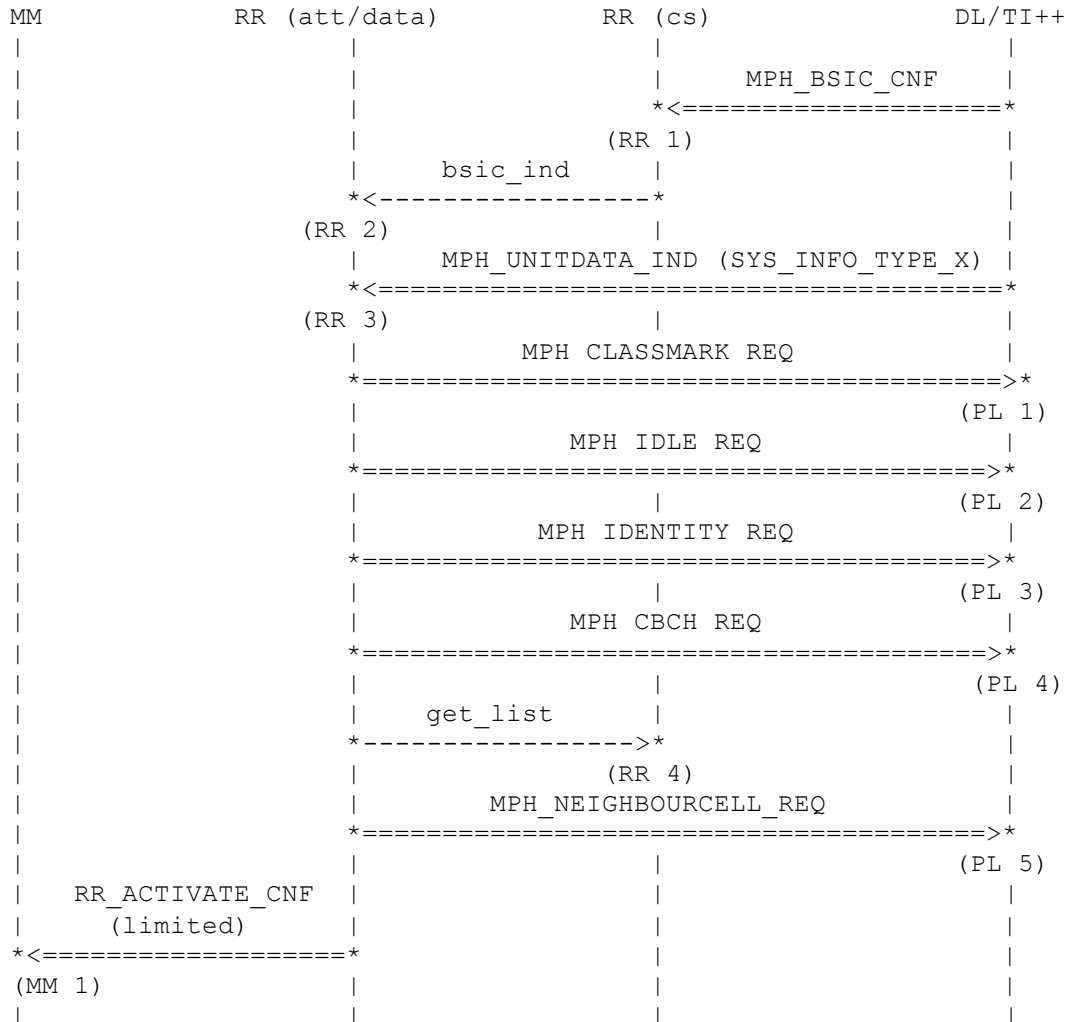 MM RR (att/data) RR (cs) DL/TI++
MPH_BSIC_CNF
(RR 1)
bsic_ind
(RR 2)
MPH_UNITDATA_IND (SYS_INFO_TYPE_X)
(RR 3)
MPH CLASSMARK REQ
(PL 1)
MPH IDLE REQ
(PL 2)
MPH IDENTITY REQ
(PL 3)
MPH CBCH REQ
(PL 4)
get_list
(RR 4)
MPH_NEIGHBOURCELL_REQ
(PL 5)
RR_ACTIVATE_CNF
(limited)
(MM 1)